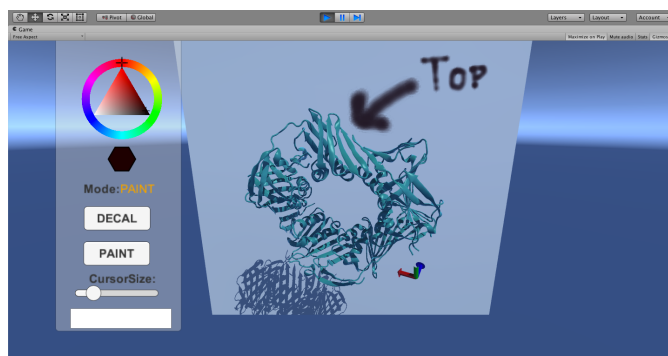 Pivot Global
Layers Layout Account
Game
Free Aspect
Maximize on Play Mute audio Stats Gizmos
Top
Mode:PAINT
DECAL
PAINT
CursorSize: